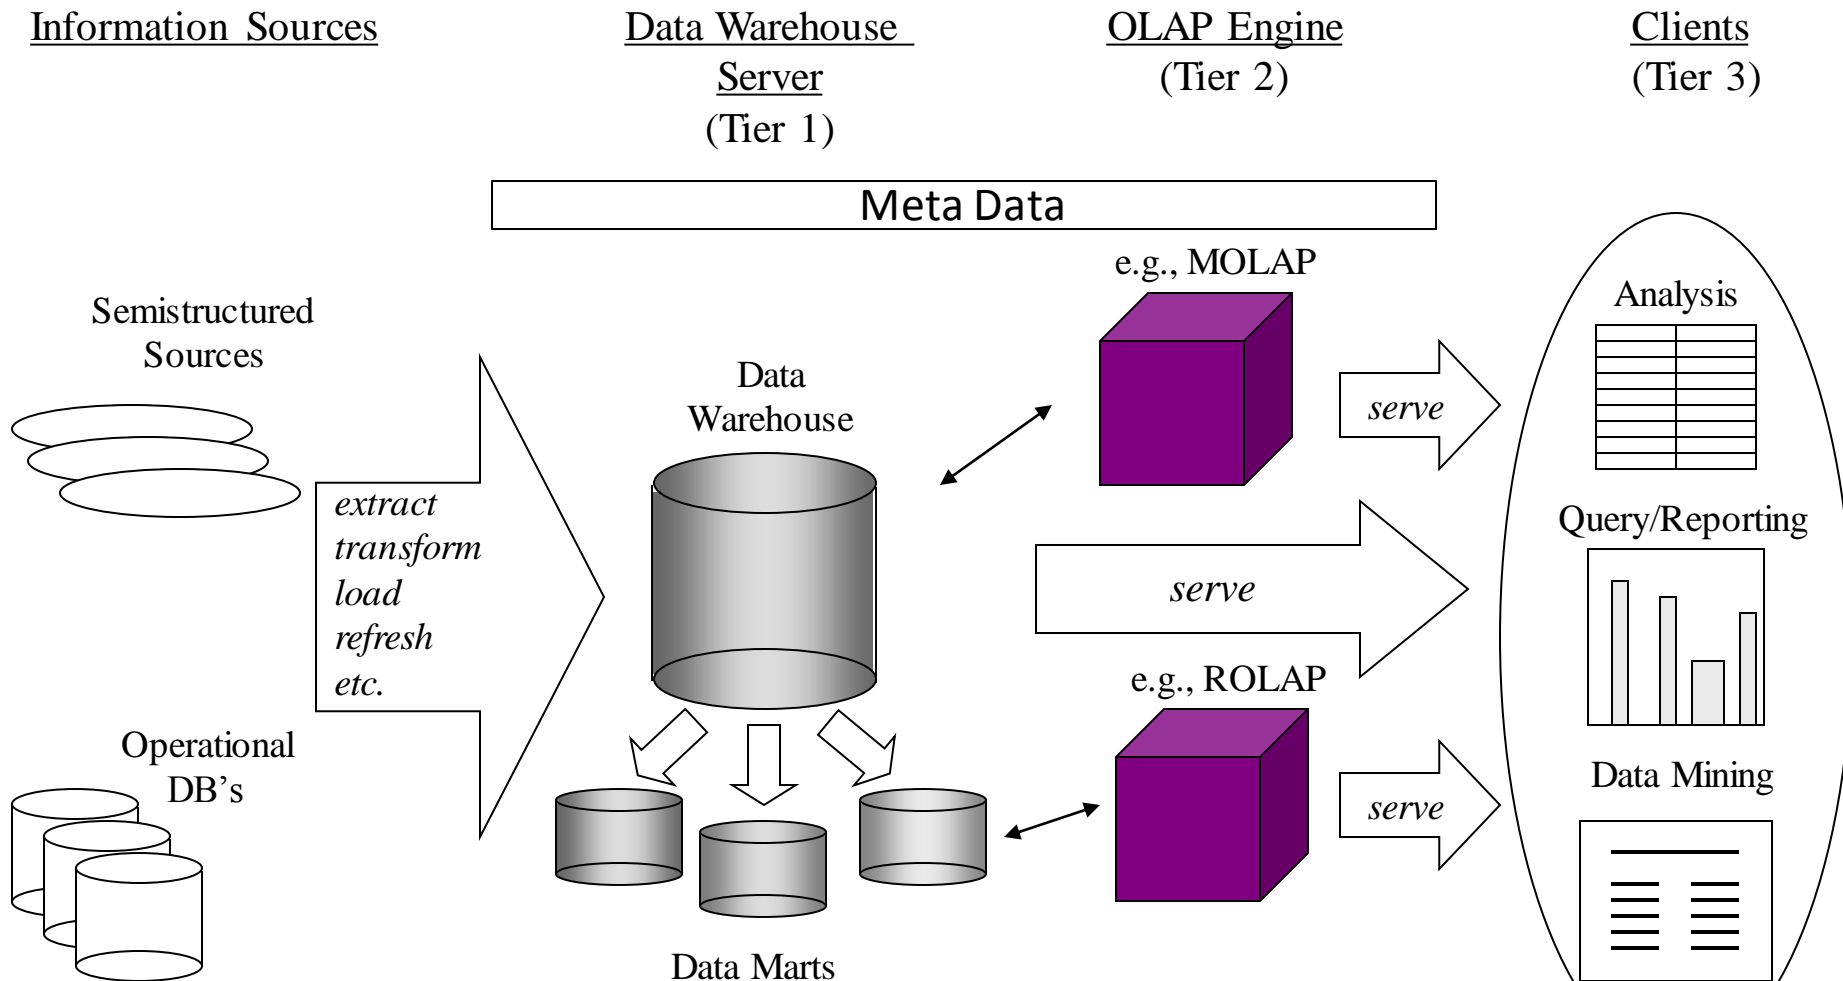 Information Sources
Data Warehouse
Server
(Tier 1)
OLAP Engine
(Tier 2)
Clients
(Tier 3)
Meta Data
Semistructured
Sources
Operational
DB’s
extract
transform
load
refresh
etc.
Data
Warehouse
Data Marts
e.g., MOLAP
serve
serve
e.g., ROLAP
serve
Analysis
Query/Reporting
Data Mining